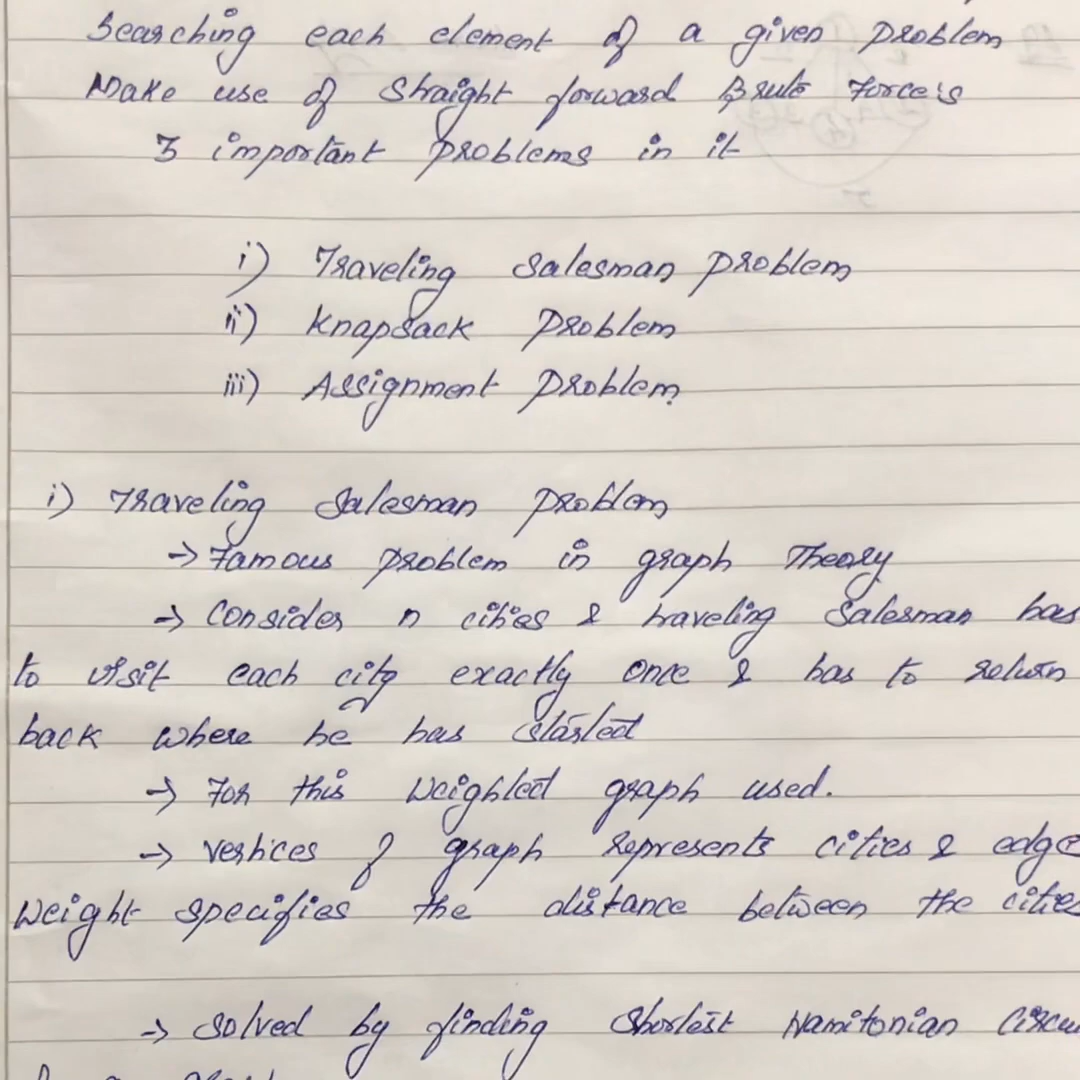 Searching each element of a given problem
Make use of straight forward Brute Force's
3 important problems in it
i) Traveling Salesman problem
ii) Knapsack Problem
iii) Assignment Problem
i) Traveling Salesman problem
→ Famous problem in graph Theory
→ Consider n cities & traveling salesman has
to visit each city exactly once & has to return
back where he has started
→ For this Weighted graph used.
→ vertices of graph represents cities & edge
Weight specifies the distance between the cities
→ solved by finding shortest Hamitonian Circu